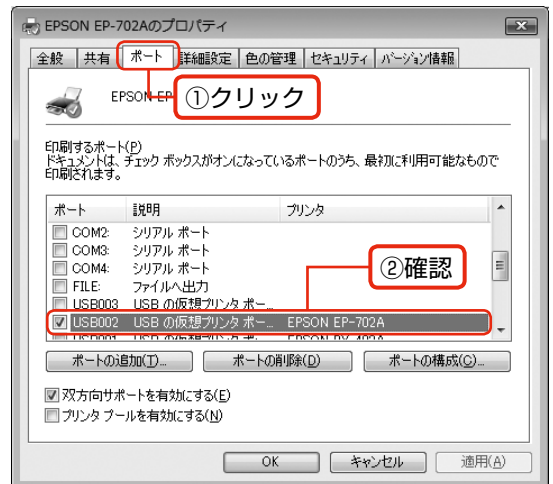 EPSON EP-702Aのプロパティ
全般 共有 ポート 詳細設定 色の管理 セキュリティ バージョン情報
EPSON EP
①クリック
印刷するポート(P)
ドキュメントは、チェック ボックスがオンになっているポートのうち、最初に利用可能なもので
印刷されます。
ポート 説明 プリンタ
COM2: シリアル ポート
COM3: シリアル ポート
COM4: シリアル ポート
②確認
FILE: ファイルへ出力
USB003 USB の仮想プリンタ ポー...
USB002 USB の仮想プリンタ ポー... EPSON EP-702A
ポートの追加(T)... ポートの削除(D) ポートの構成(C)...
双方向サポートを有効にする(E)
プリンタ プールを有効にする(N)
OK キャンセル 適用(A)